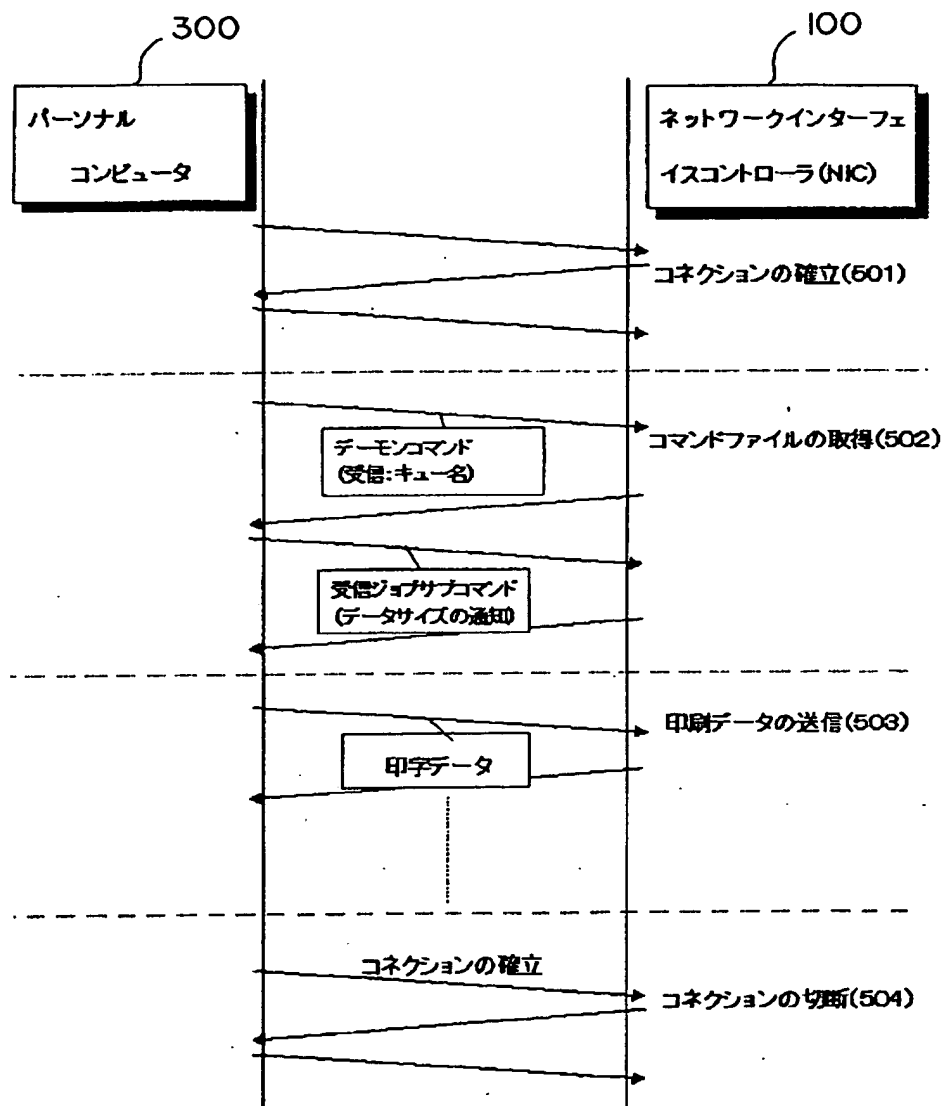 300
100
パーソナル
コンピュータ
ネットワークインターフェ
イスコントローラ(NIC)
コネクションの確立(501)
コマンドファイルの取得(502)
デーモンコマンド
(受信:キュー名)
受信ジョブサブコマンド
(データサイズの通知)
印刷データの送信(503)
印字データ
コネクションの確立
コネクションの切断(504)